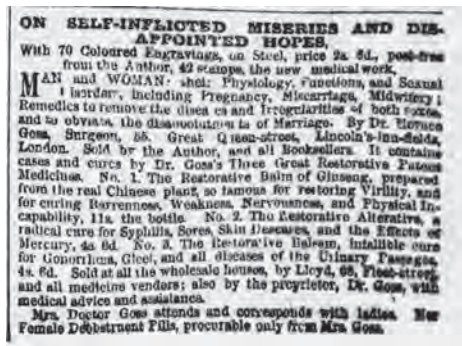 ON SELF-INFLICTED MISERIES AND DIS-
APPOINTED HOPES,
With 70 Coloured Engravings, on Steel, price 2s. 6d., post-free
from the Author, 42 stamps, the new medical work,
MAN and WOMAN: their Physiology, Functions, and Sexual
Disorders, including Pregnancy, Miscarriage, Midwifery;
Remedies to remove the diseases and Irregularities of both sexes,
and to obviate the of Marriage. By Dr. Horace
Goss, Surgeon, 55, Great Queen-street, Lincoln's-inn-fields,
London. Sold by the Author, and all Booksellers. It contains
cases and cures by Dr. Goss's Three Great Restorative Patent
Medicines. No. 1. The Restorative Balm of Ginseng, prepared
from the real Chinese plant, so famous for restoring Virility, and
for curing Barrenness, Weakness, Nervousness, and Physical In-
capability, 11s. the bottle. No. 2. The Restorative Alterative, a
radical cure for Syphilis, Sores, Skin Diseases, and the Effects of
Mercury, 4s. 6d. No. 3. The Restorative Balsam, infallible cure
for Gonorrhœa, Gleet, and all diseases of the Urinary Passages,
4s. 6d. Sold at all the wholesale houses, by Lloyd, 68, Fleet-street,
and all medicine vendors; also by the proprietor, Dr. Goss, with
medical advice and assistance.
Mrs. Doctor Goss attends and corresponds with ladies. Her
Female Deobstruent Pills, procurable only from Mrs. Goss.